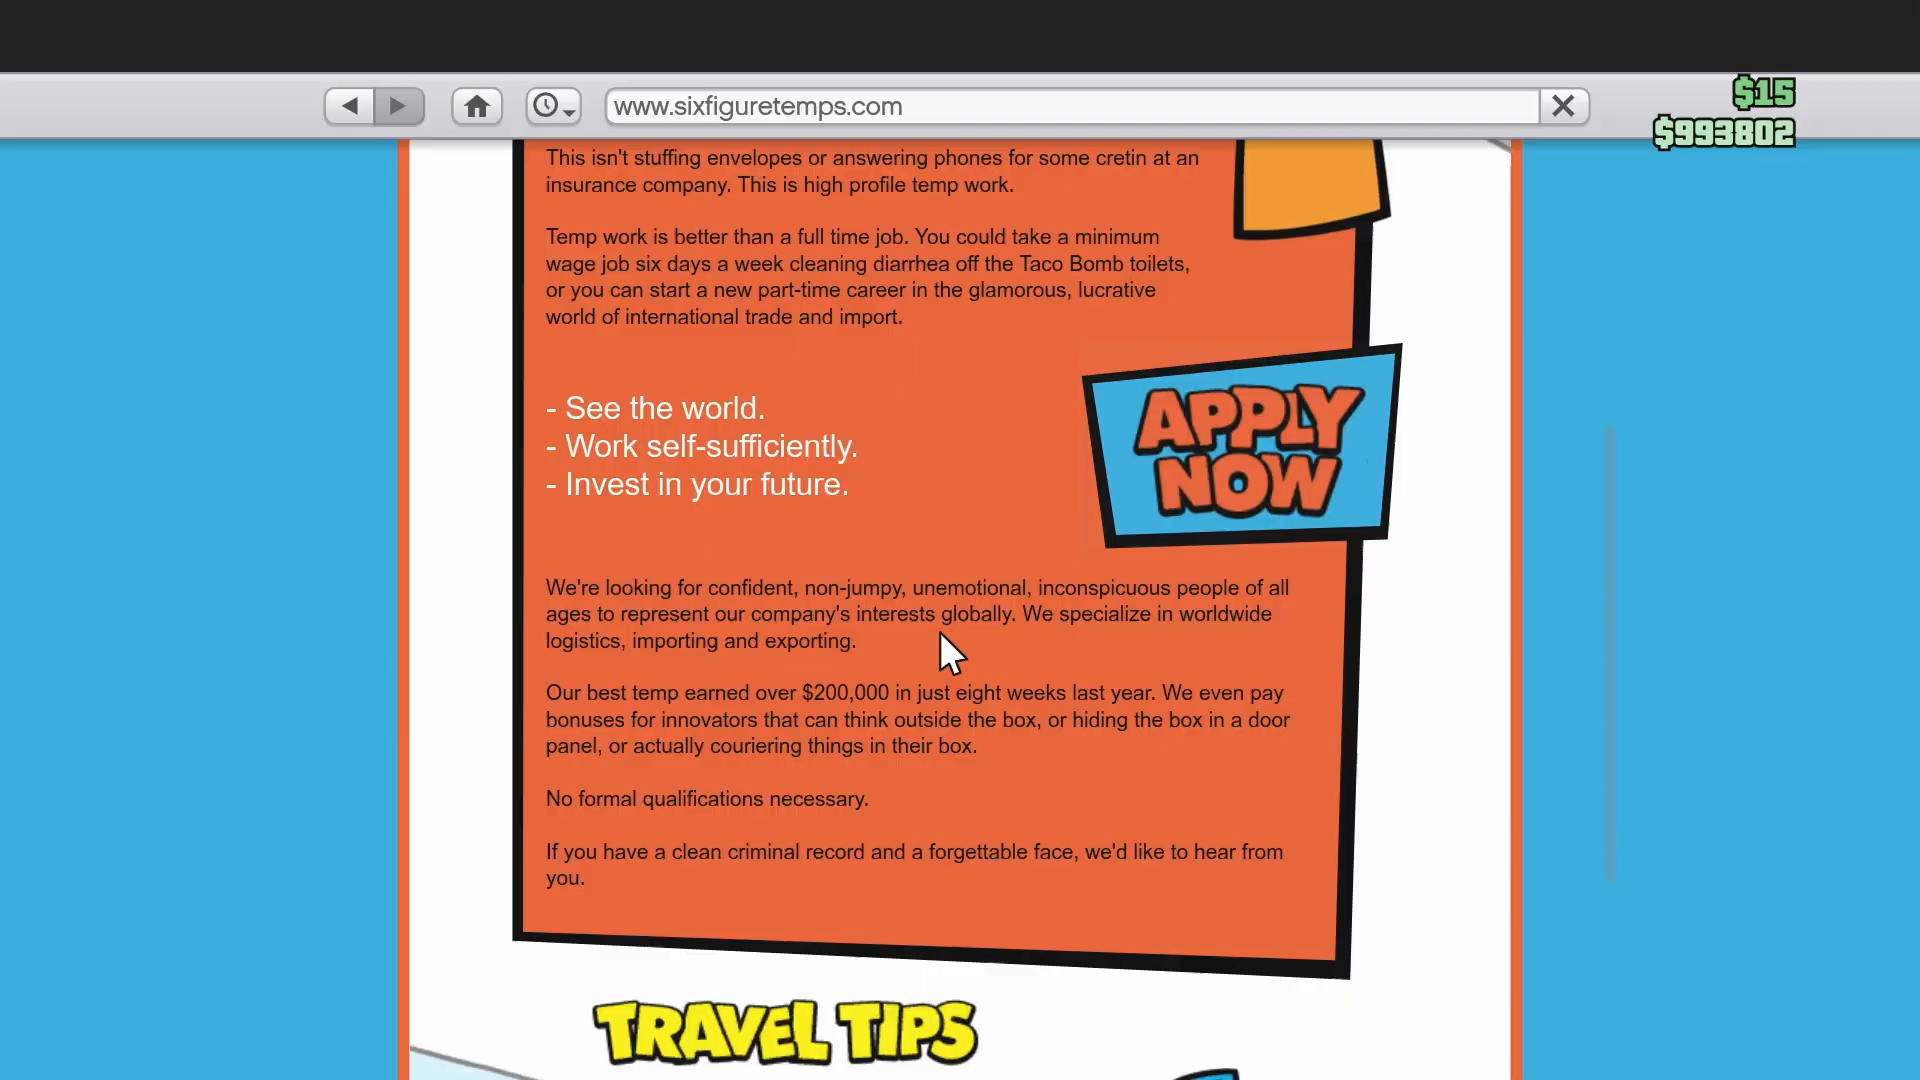 www.sixfiguretemps.com
$15
$993802
This isn't stuffing envelopes or answering phones for some cretin at an
insurance company. This is high profile temp work.
Temp work is better than a full time job. You could take a minimum
wage job six days a week cleaning diarrhea off the Taco Bomb toilets,
or you can start a new part-time career in the glamorous, lucrative
world of international trade and import.
- See the world.
- Work self-sufficiently.
- Invest in your future.
APPLY
NOW
We're looking for confident, non-jumpy, unemotional, inconspicuous people of all
ages to represent our company's interests globally. We specialize in worldwide
logistics, importing and exporting.
Our best temp earned over $200,000 in just eight weeks last year. We even pay
bonuses for innovators that can think outside the box, or hiding the box in a door
panel, or actually couriering things in their box.
No formal qualifications necessary.
If you have a clean criminal record and a forgettable face, we'd like to hear from
you.
TRAVEL TIPS